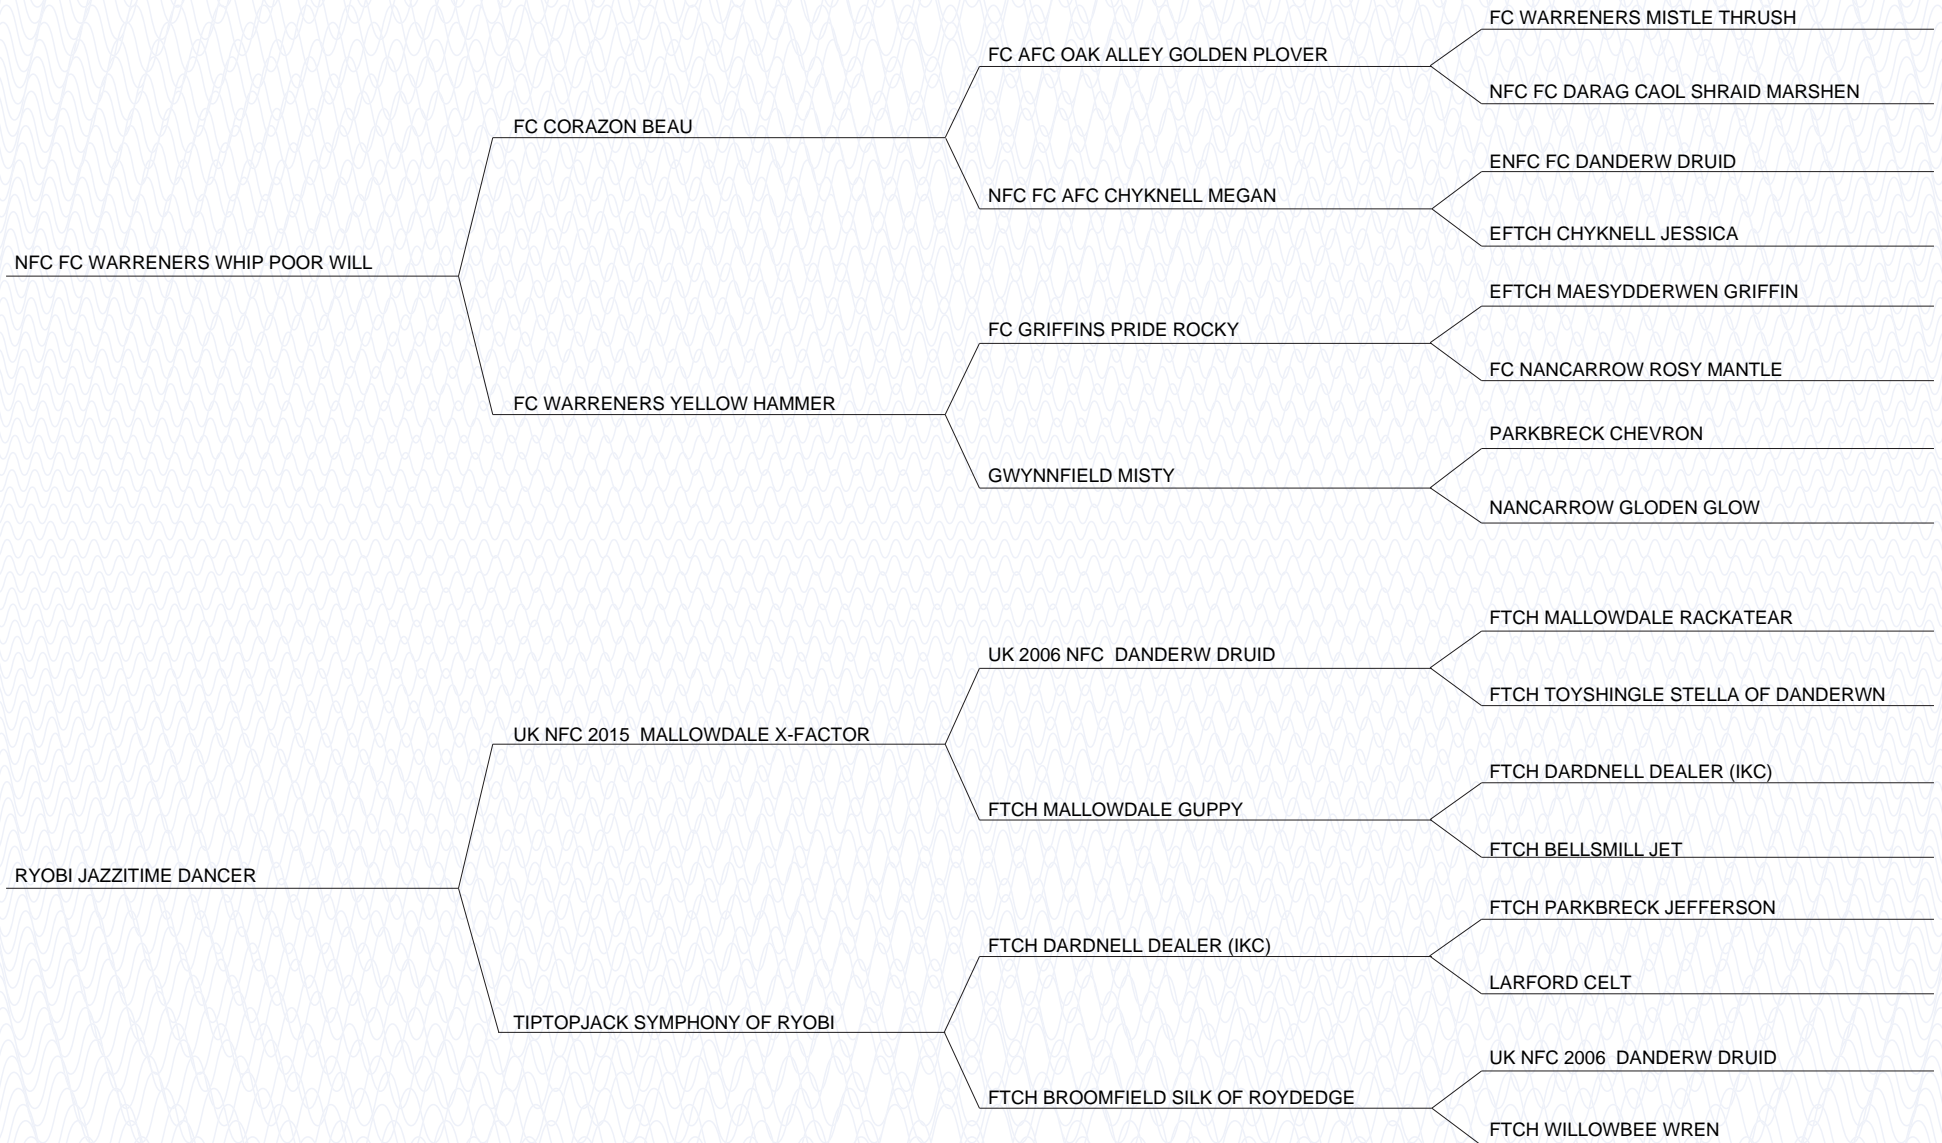 FC WARRENERS MISTLE THRUSH
FC AFC OAK ALLEY GOLDEN PLOVER
NFC FC DARAG CAOL SHRAID MARSHEN
FC CORAZON BEAU
ENFC FC DANDERW DRUID
NFC FC AFC CHYKNELL MEGAN
EFTCH CHYKNELL JESSICA
NFC FC WARRENERS WHIP POOR WILL
EFTCH MAESYDDERWEN GRIFFIN
FC GRIFFINS PRIDE ROCKY
FC NANCARROW ROSY MANTLE
FC WARRENERS YELLOW HAMMER
PARKBRECK CHEVRON
GWYNNFIELD MISTY
NANCARROW GLODEN GLOW
FTCH MALLOWDALE RACKATEAR
UK 2006 NFC  DANDERW DRUID
FTCH TOYSHINGLE STELLA OF DANDERWN
UK NFC 2015  MALLOWDALE X-FACTOR
FTCH DARDNELL DEALER (IKC)
FTCH MALLOWDALE GUPPY
FTCH BELLSMILL JET
RYOBI JAZZITIME DANCER
FTCH PARKBRECK JEFFERSON
FTCH DARDNELL DEALER (IKC)
LARFORD CELT
TIPTOPJACK SYMPHONY OF RYOBI
UK NFC 2006  DANDERW DRUID
FTCH BROOMFIELD SILK OF ROYDEDGE
FTCH WILLOWBEE WREN